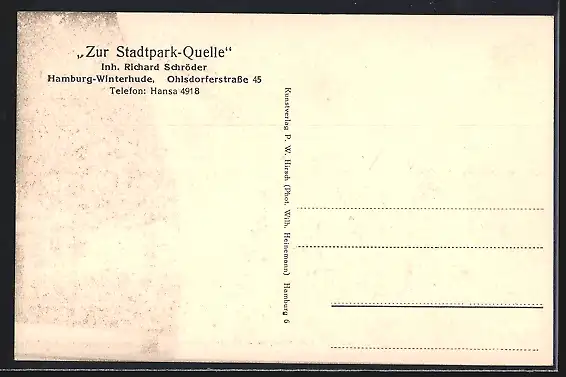 „Zur Stadtpark-Quelle“
Inh. Richard Schröder
Hamburg-Winterhude, Ohlsdorferstraße 45
Telefon: Hansa 4918
Kunstverlag P. W. Hirsch (Phot. Wilh. Heinemann) Hamburg 6